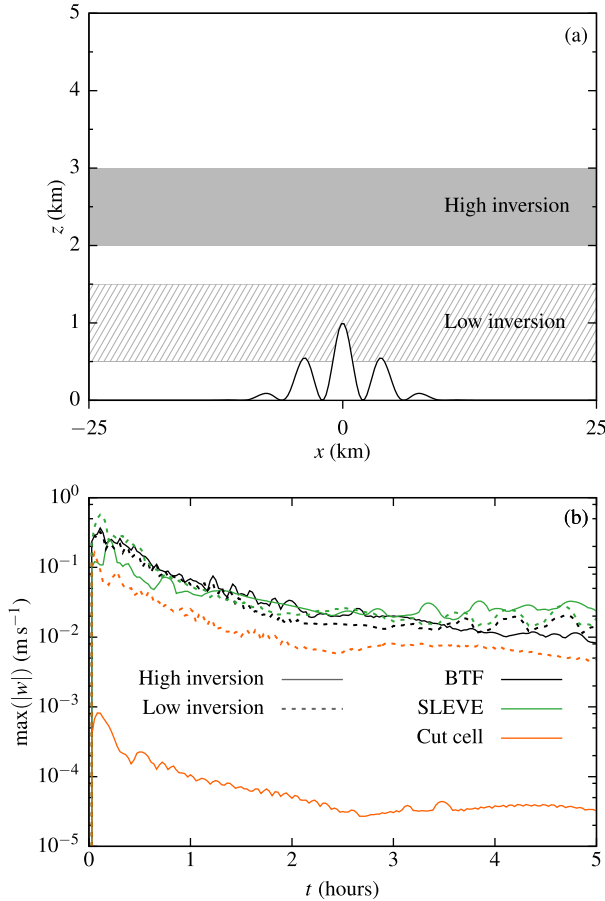 5
(a)
4
3
High inversion
z (km)
2
Low inversion
1
0
−25
0
25
x (km)
10⁰
(b)
10⁻¹
max(|w|) (m s⁻¹)
10⁻²
High inversion
BTF
Low inversion
SLEVE
10⁻³
Cut cell
10⁻⁴
10⁻⁵
0
1
2
3
4
5
t (hours)